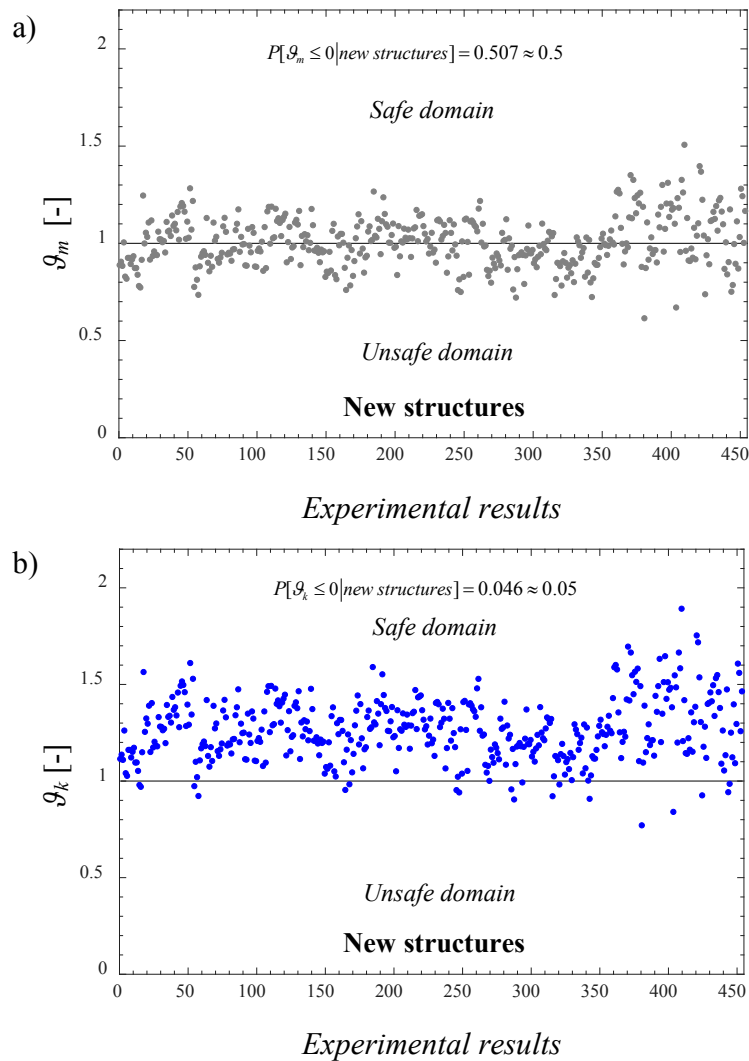 a)
2
P[ϑm ≤ 0|new structures] = 0.507 ≈ 0.5
Safe domain
1.5
ϑm [-]
1
0.5
Unsafe domain
New structures
0
0 50 100 150 200 250 300 350 400 450
Experimental results
b)
2
P[ϑk ≤ 0|new structures] = 0.046 ≈ 0.05
Safe domain
1.5
ϑk [-]
1
0.5
Unsafe domain
New structures
0
0 50 100 150 200 250 300 350 400 450
Experimental results